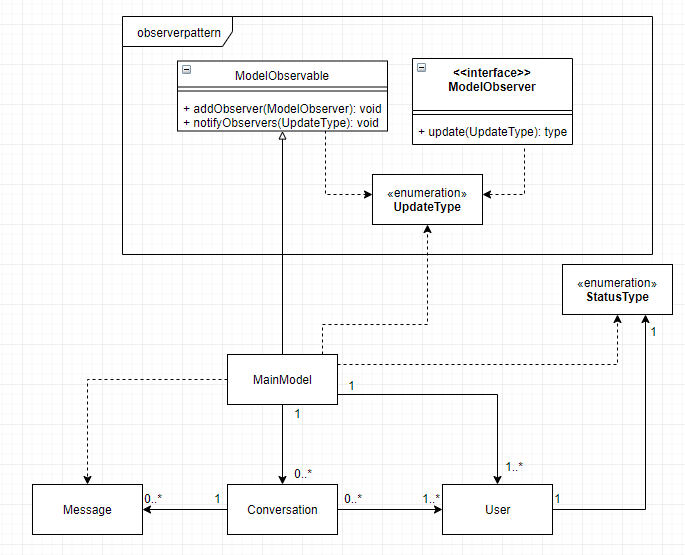 observerpattern
ModelObservable
+ addObserver(ModelObserver): void
+ notifyObservers(UpdateType): void
<<interface>>
ModelObserver
+ update(UpdateType): type
«enumeration»
UpdateType
«enumeration»
StatusType
1
MainModel
1
1
0..*
1..*
Message
0..*
1
Conversation
0..*
1..*
User
1